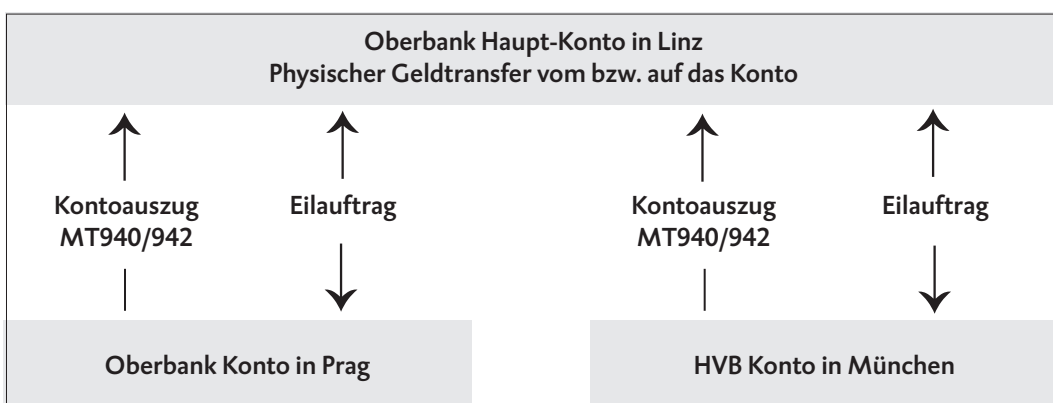 Oberbank Haupt-Konto in Linz
Physischer Geldtransfer vom bzw. auf das Konto
Kontoauszug
MT940/942
Eilauftrag
Kontoauszug
MT940/942
Eilauftrag
Oberbank Konto in Prag
HVB Konto in München